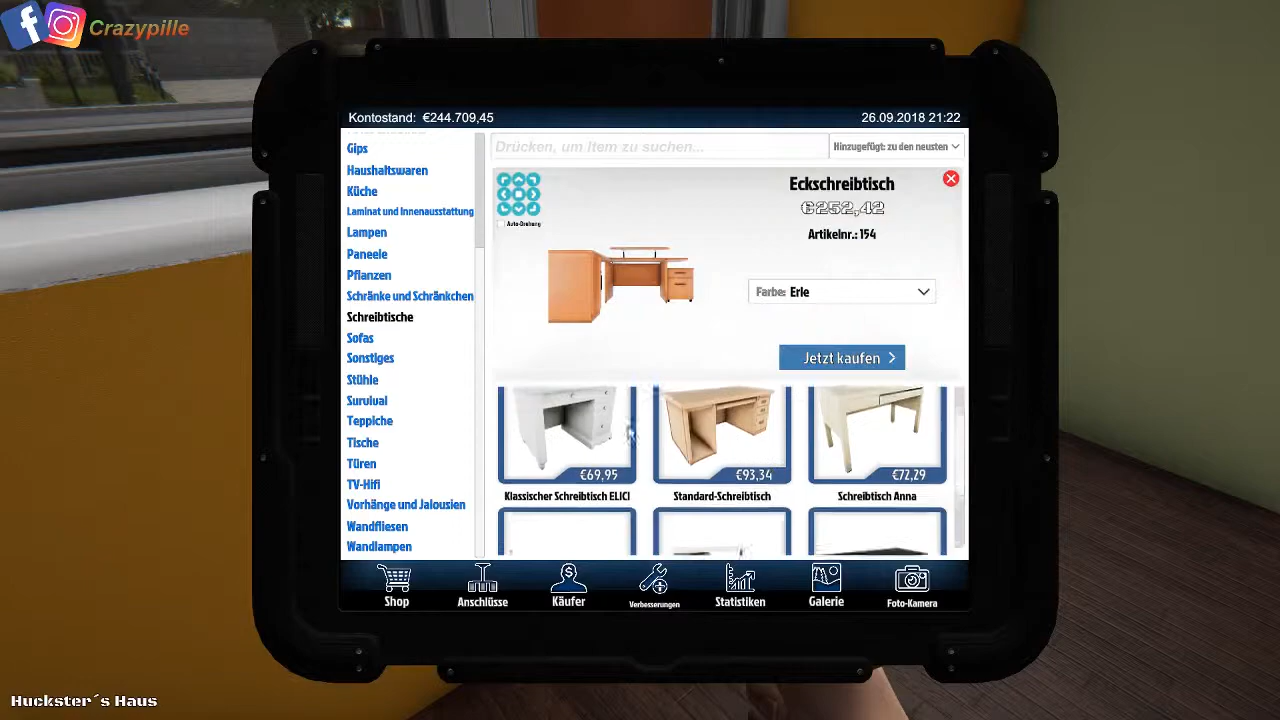 Crazypille
Kontostand: €244.709,45
26.09.2018 21:22
Gips
Haushaltswaren
Küche
Laminat und Innenausstattung
Lampen
Paneele
Pflanzen
Schränke und Schränkchen
Schreibtische
Sofas
Sonstiges
Stühle
Survival
Teppiche
Tische
Türen
TV-Hifi
Vorhänge und Jalousien
Wandfliesen
Wandlampen
Drücken, um Item zu suchen...
Hinzugefügt: zu den neusten
Auto-Drehung
Eckschreibtisch
€252,42
Artikelnr.: 154
Farbe: Erle
Jetzt kaufen
€69,95
€93,34
€72,29
Klassischer Schreibtisch ELICI
Standard-Schreibtisch
Schreibtisch Anna
Shop
Anschlüsse
Käufer
Verbesserungen
Statistiken
Galerie
Foto-Kamera
Huckster´s Haus